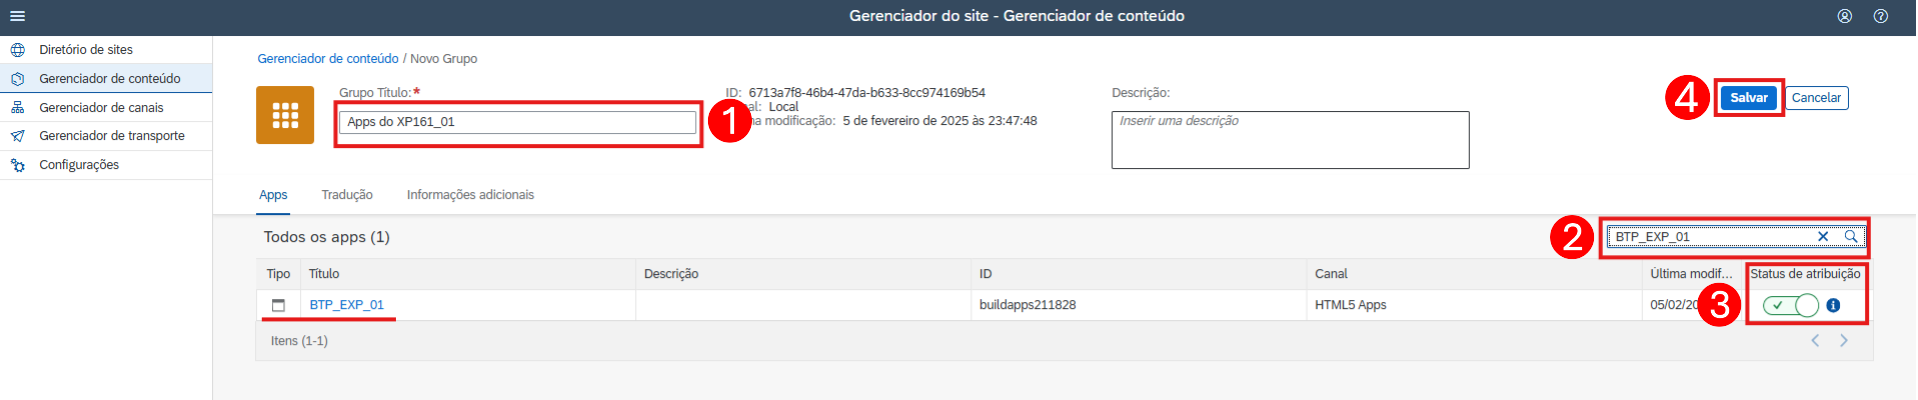 Gerenciador do site - Gerenciador de conteúdo
Diretório de sites
Gerenciador de conteúdo
Gerenciador de canais
Gerenciador de transporte
Configurações
Gerenciador de conteúdo / Novo Grupo
Grupo Título:*
Apps do XP161_01
1
ID: 6713a7f8-46b4-47da-b633-8cc974169b54
al: Local
a modificação: 5 de fevereiro de 2025 às 23:47:48
Descrição:
Inserir uma descrição
4
Salvar
Cancelar
Apps
Tradução
Informações adicionais
Todos os apps (1)
2
BTP_EXP_01
Tipo Título Descrição ID Canal Última modif... Status de atribuição
BTP_EXP_01 buildapps211828 HTML5 Apps 05/02/20
3
Itens (1-1)